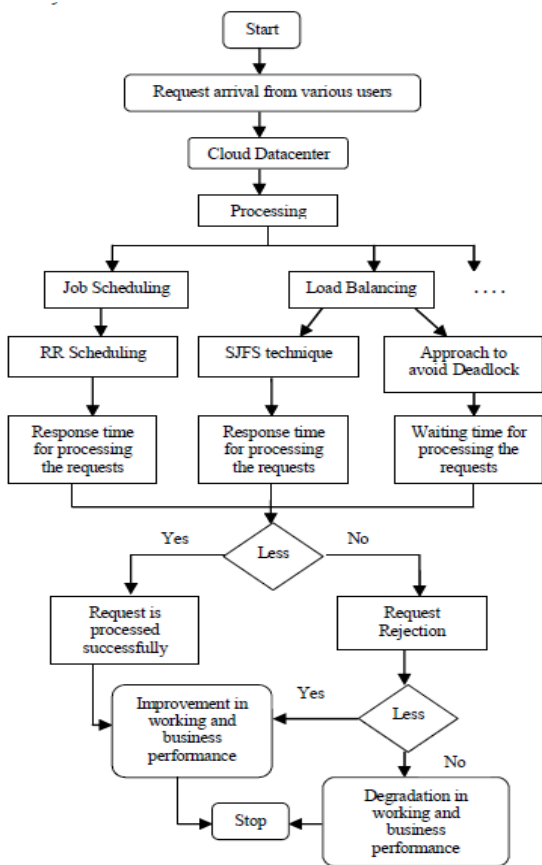 Start
Request arrival from various users
Cloud Datacenter
Processing
Job Scheduling
Load Balancing
. . . .
RR Scheduling
SJFS technique
Approach to
avoid Deadlock
Response time
for processing
the requests
Response time
for processing
the requests
Waiting time for
processing the
requests
Yes
Less
No
Request is
processed
successfully
Request
Rejection
Improvement in
working and
business
performance
Yes
Less
No
Stop
Degradation in
working and
business
performance